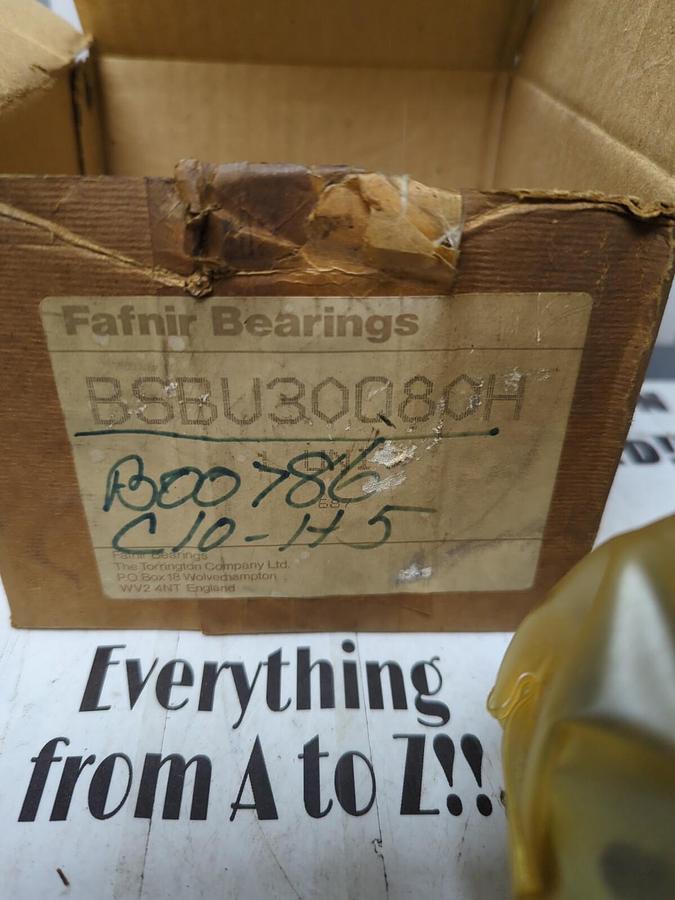 Fafnir Bearings
BSBU30Q80H
B00786
C10-H5
Fafnir Bearings
The Torrington Company Ltd.
P.O Box 18 Wolverhampton
WV2 4NT England
Everything
from A to Z!!